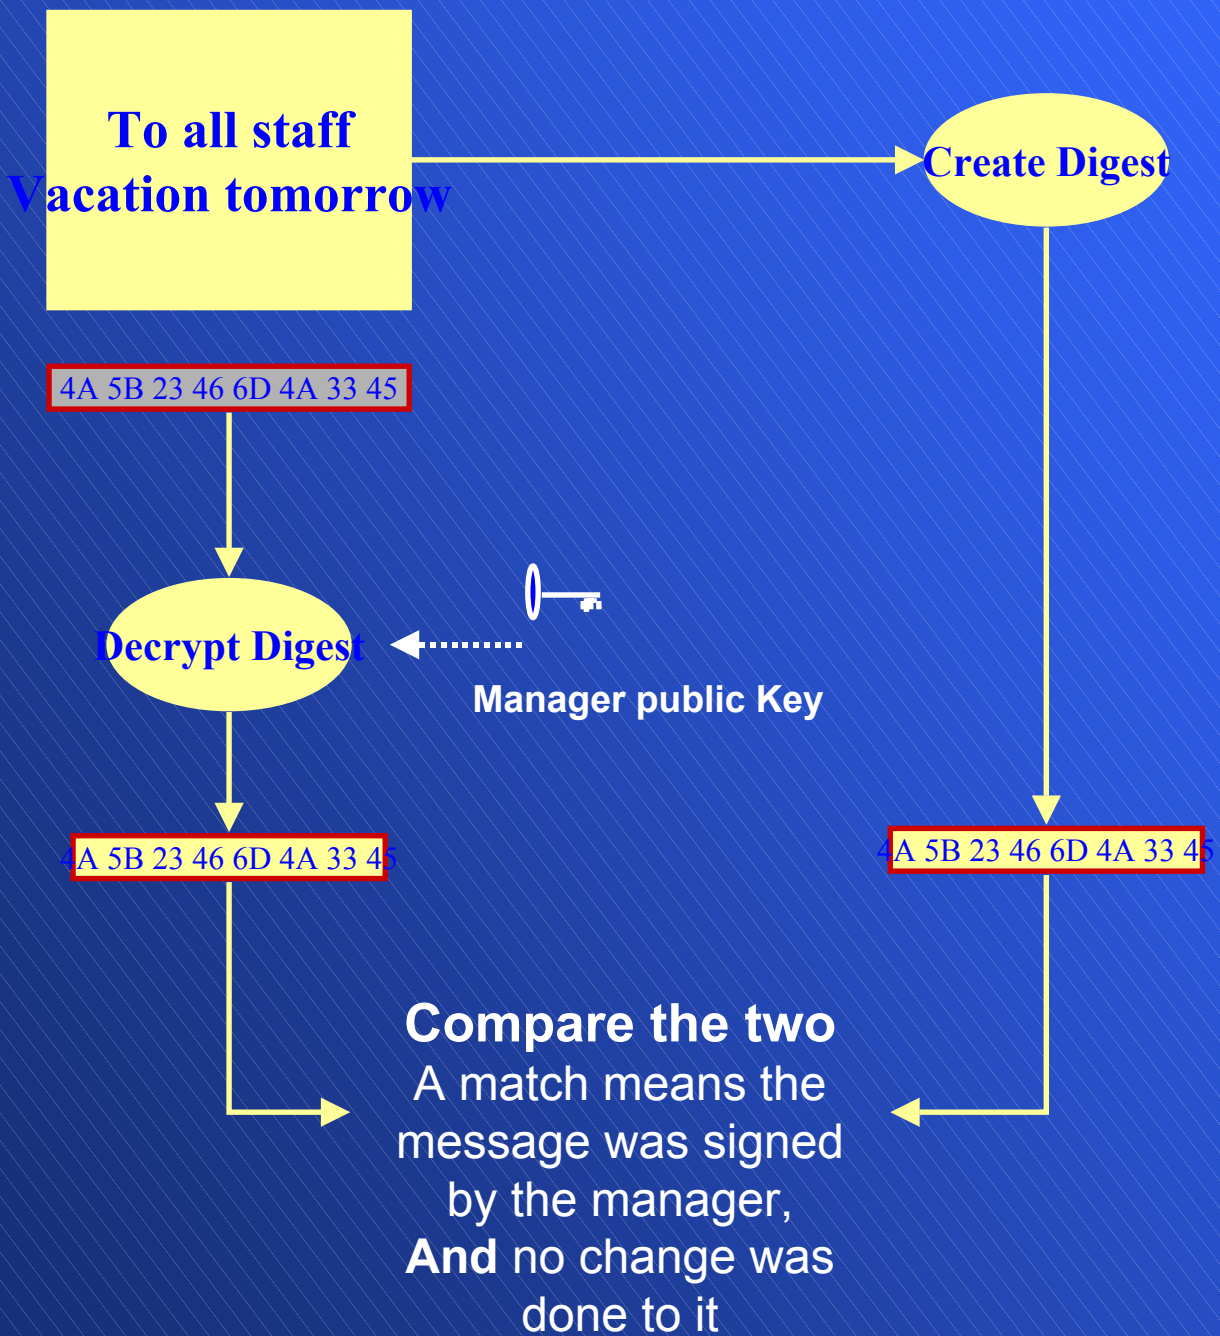 To all staff
Vacation tomorrow
Create Digest
4A 5B 23 46 6D 4A 33 45
Decrypt Digest
Manager public Key
4A 5B 23 46 6D 4A 33 45
4A 5B 23 46 6D 4A 33 45
Compare the two
A match means the
message was signed
by the manager,
And no change was
done to it